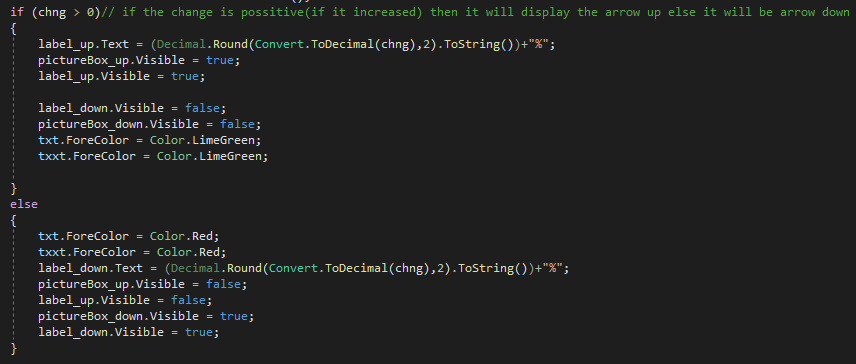 if (chng > 0)// if the change is possitive(if it increased) then it will display the arrow up else it will be arrow down
{
label_up.Text = (Decimal.Round(Convert.ToDecimal(chng),2).ToString())+"%";
pictureBox_up.Visible = true;
label_up.Visible = true;
label_down.Visible = false;
pictureBox_down.Visible = false;
txt.ForeColor = Color.LimeGreen;
txxt.ForeColor = Color.LimeGreen;
}
else
{
txt.ForeColor = Color.Red;
txxt.ForeColor = Color.Red;
label_down.Text = (Decimal.Round(Convert.ToDecimal(chng),2).ToString())+"%";
pictureBox_up.Visible = false;
label_up.Visible = false;
pictureBox_down.Visible = true;
label_down.Visible = true;
}